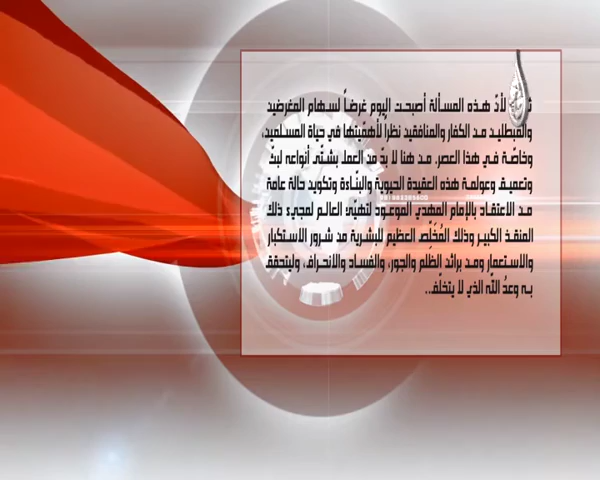 لأنّ هذه المسألة أصبحت اليوم غرضاً لسهام المغرضين
والمبطلين من الكفار والمنافقين نظراً لأهمّيتها في حياة المسلمين،
وخاصّة في هذا العصر. من هنا لا بدّ من العمل بشتّى أنواعه لبثّ
وتعميق وعولمة هذه العقيدة الحيوية والبنّاءة وتكوين حالة عامة
من الاعتقاد بالإمام المهدي الموعود لتهيّئ العالم لمجيء ذلك
المنقذ الكبير وذلك المُخَلِّص العظيم للبشرية من شرور الاستكبار
والاستعمار ومن براثن الظلم والجور، والفساد والانحراف، وليتحقق
به وعدُ الله الذي لا يتخلّف..